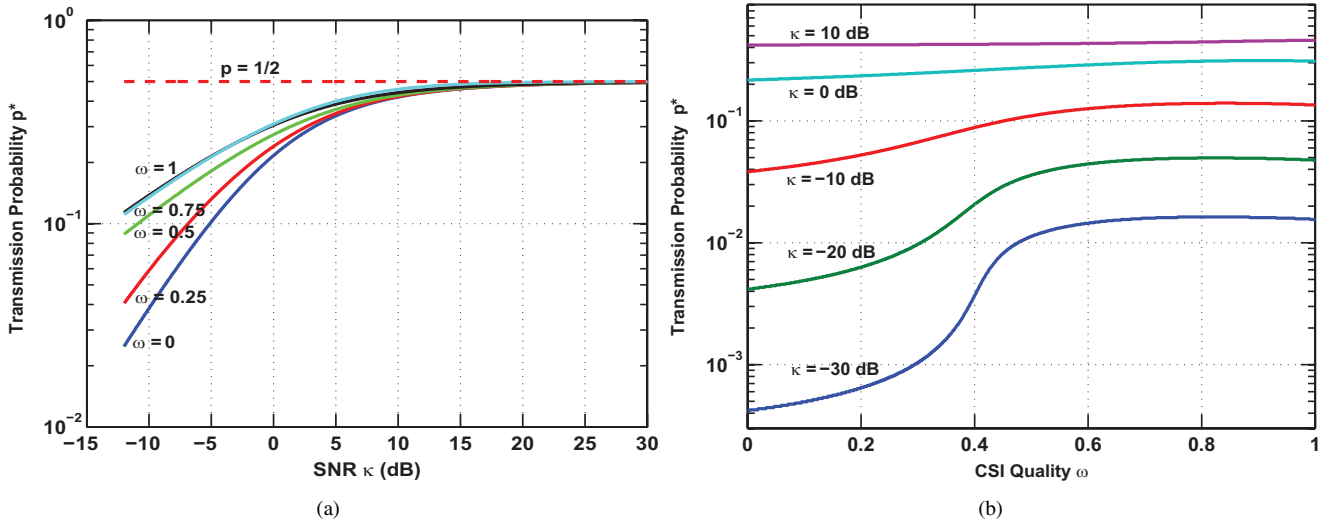 Transmission Probability p*
10^0
10^−1
10^−2
p = 1/2
ω = 1
ω = 0.75
ω = 0.5
ω = 0.25
ω = 0
−15 −10 −5 0 5 10 15 20 25 30
SNR κ (dB)
(a)
Transmission Probability p*
10^−1
10^−2
10^−3
κ = 10 dB
κ = 0 dB
κ = −10 dB
κ = −20 dB
κ = −30 dB
0 0.2 0.4 0.6 0.8 1
CSI Quality ω
(b)